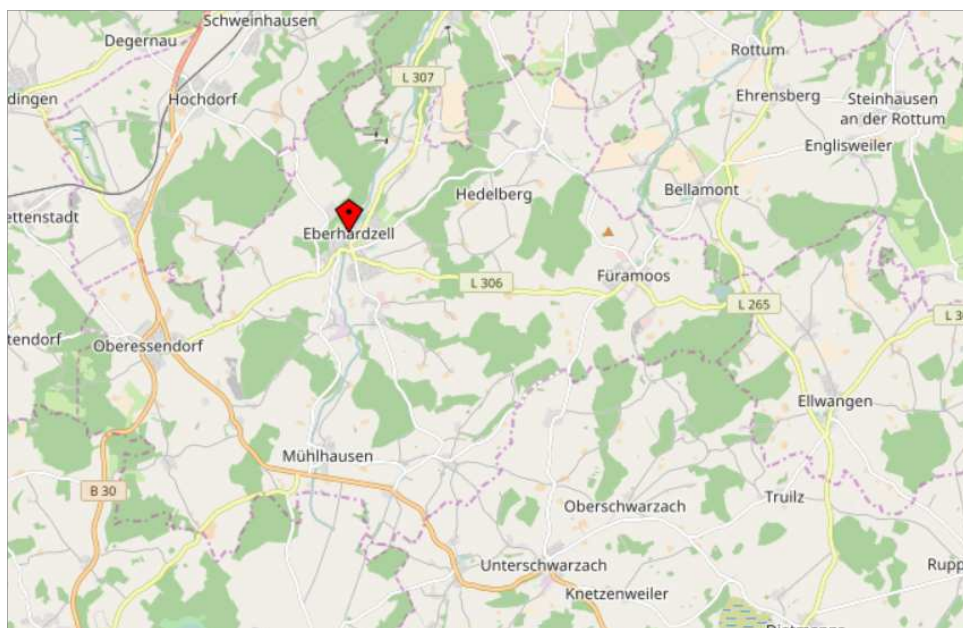 Schweinhausen
Degernau
Rottum
L 307
dingen
Hochdorf
Ehrensberg
Steinhausen
an der Rottum
Englisweiler
Hedelberg
Bellamont
ettenstadt
Eberhardzell
Füramoos
L 306
L 265
L 30
tendorf
Oberessendorf
Ellwangen
Mühlhausen
B 30
Truilz
Oberschwarzach
Unterschwarzach
Rupp
Knetzenweiler